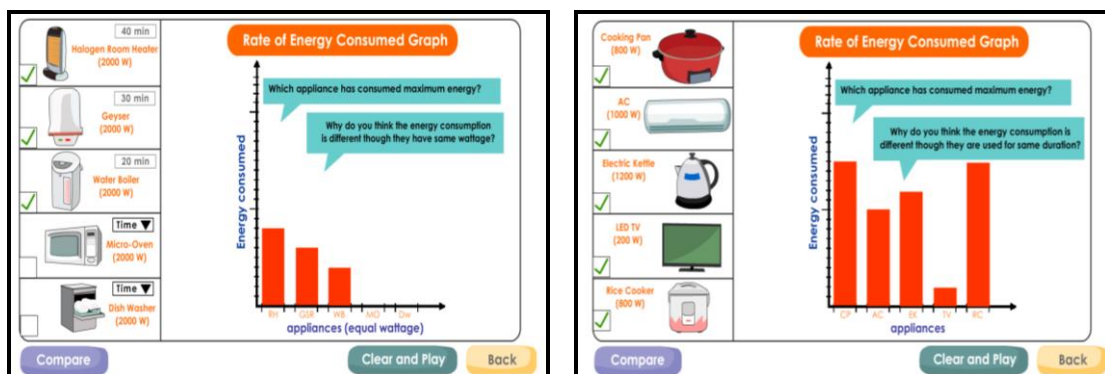 40 min
Halogen Room Heater
(2000 W)
30 min
Geyser
(2000 W)
20 min
Water Boiler
(2000 W)
Time ▼
Micro-Oven
(2000 W)
Time ▼
Dish Washer
(2000 W)
Rate of Energy Consumed Graph
Which appliance has consumed maximum energy?
Why do you think the energy consumption
is different though they have same wattage?
Energy consumed
RH GSR WB MO Dw
appliances (equal wattage)
Compare
Clear and Play
Back
Cooking Pan
(800 W)
AC
(1000 W)
Electric Kettle
(1200 W)
LED TV
(200 W)
Rice Cooker
(800 W)
Rate of Energy Consumed Graph
Which appliance has consumed maximum energy?
Why do you think the energy consumption is
different though they are used for same duration?
Energy consumed
CP AC EK TV RC
appliances
Compare
Clear and Play
Back